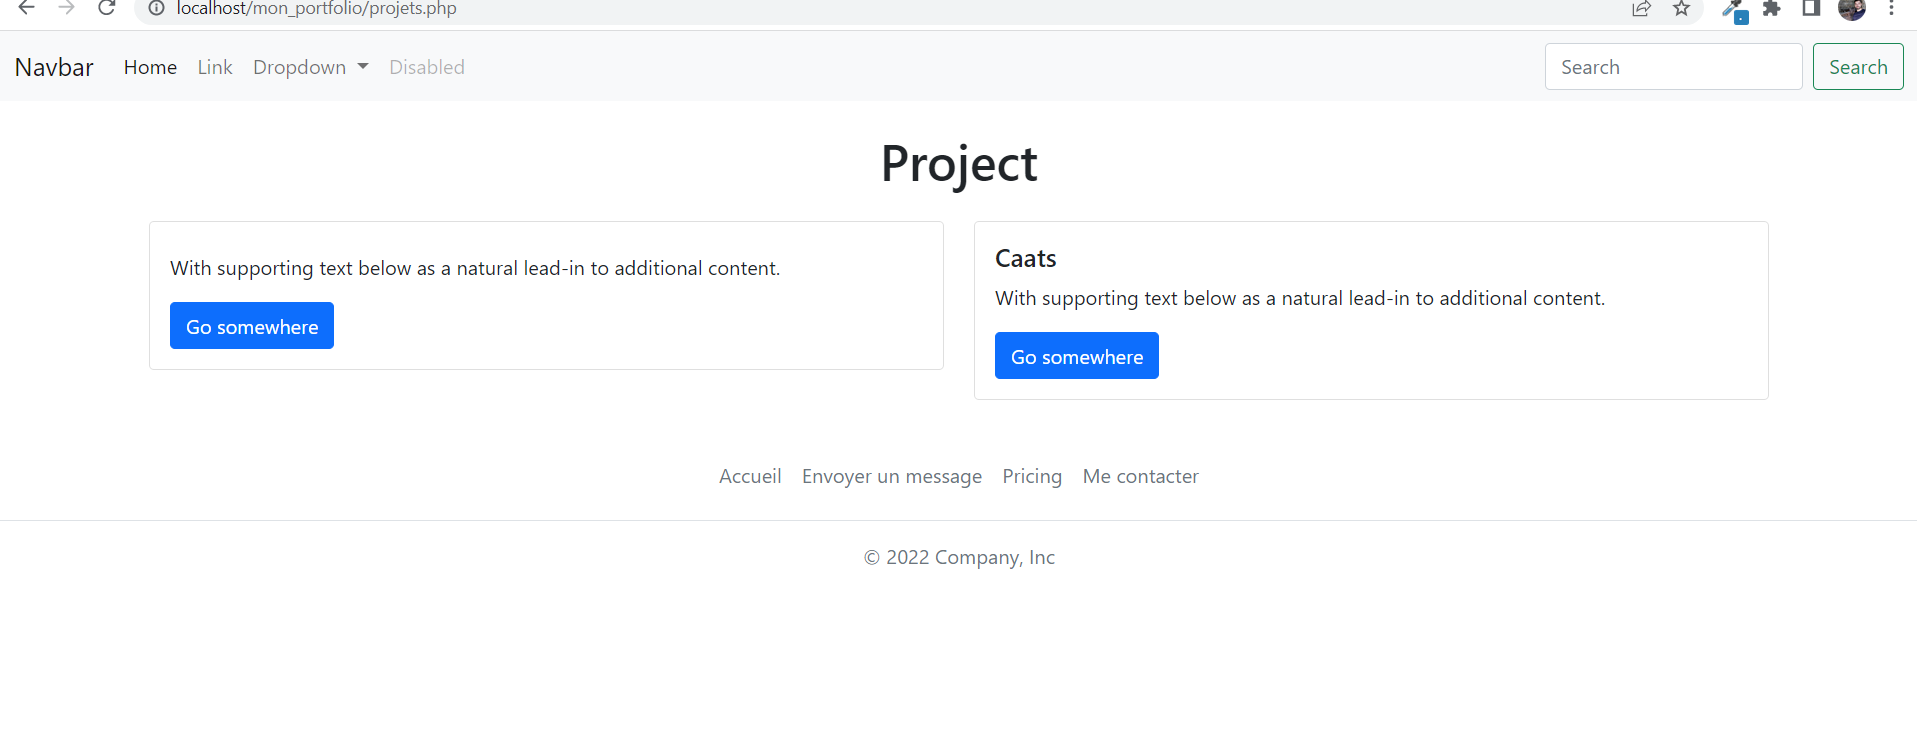 localhost/mon_portfolio/projets.php
Navbar Home Link Dropdown Disabled Search Search
Project
With supporting text below as a natural lead-in to additional content.
Go somewhere
Caats
With supporting text below as a natural lead-in to additional content.
Go somewhere
Accueil Envoyer un message Pricing Me contacter
© 2022 Company, Inc